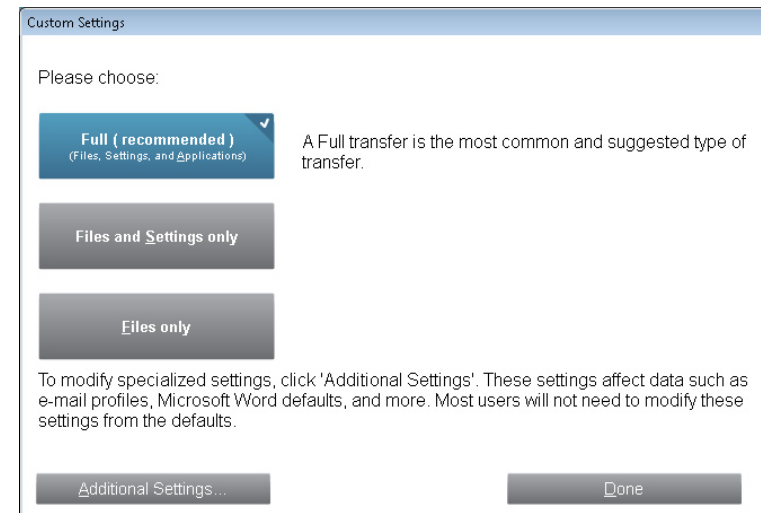 Custom Settings
Please choose:
Full ( recommended )
(Files, Settings, and Applications)
A Full transfer is the most common and suggested type of
transfer.
Files and Settings only
Files only
To modify specialized settings, click 'Additional Settings'. These settings affect data such as
e-mail profiles, Microsoft Word defaults, and more. Most users will not need to modify these
settings from the defaults.
Additional Settings...
Done